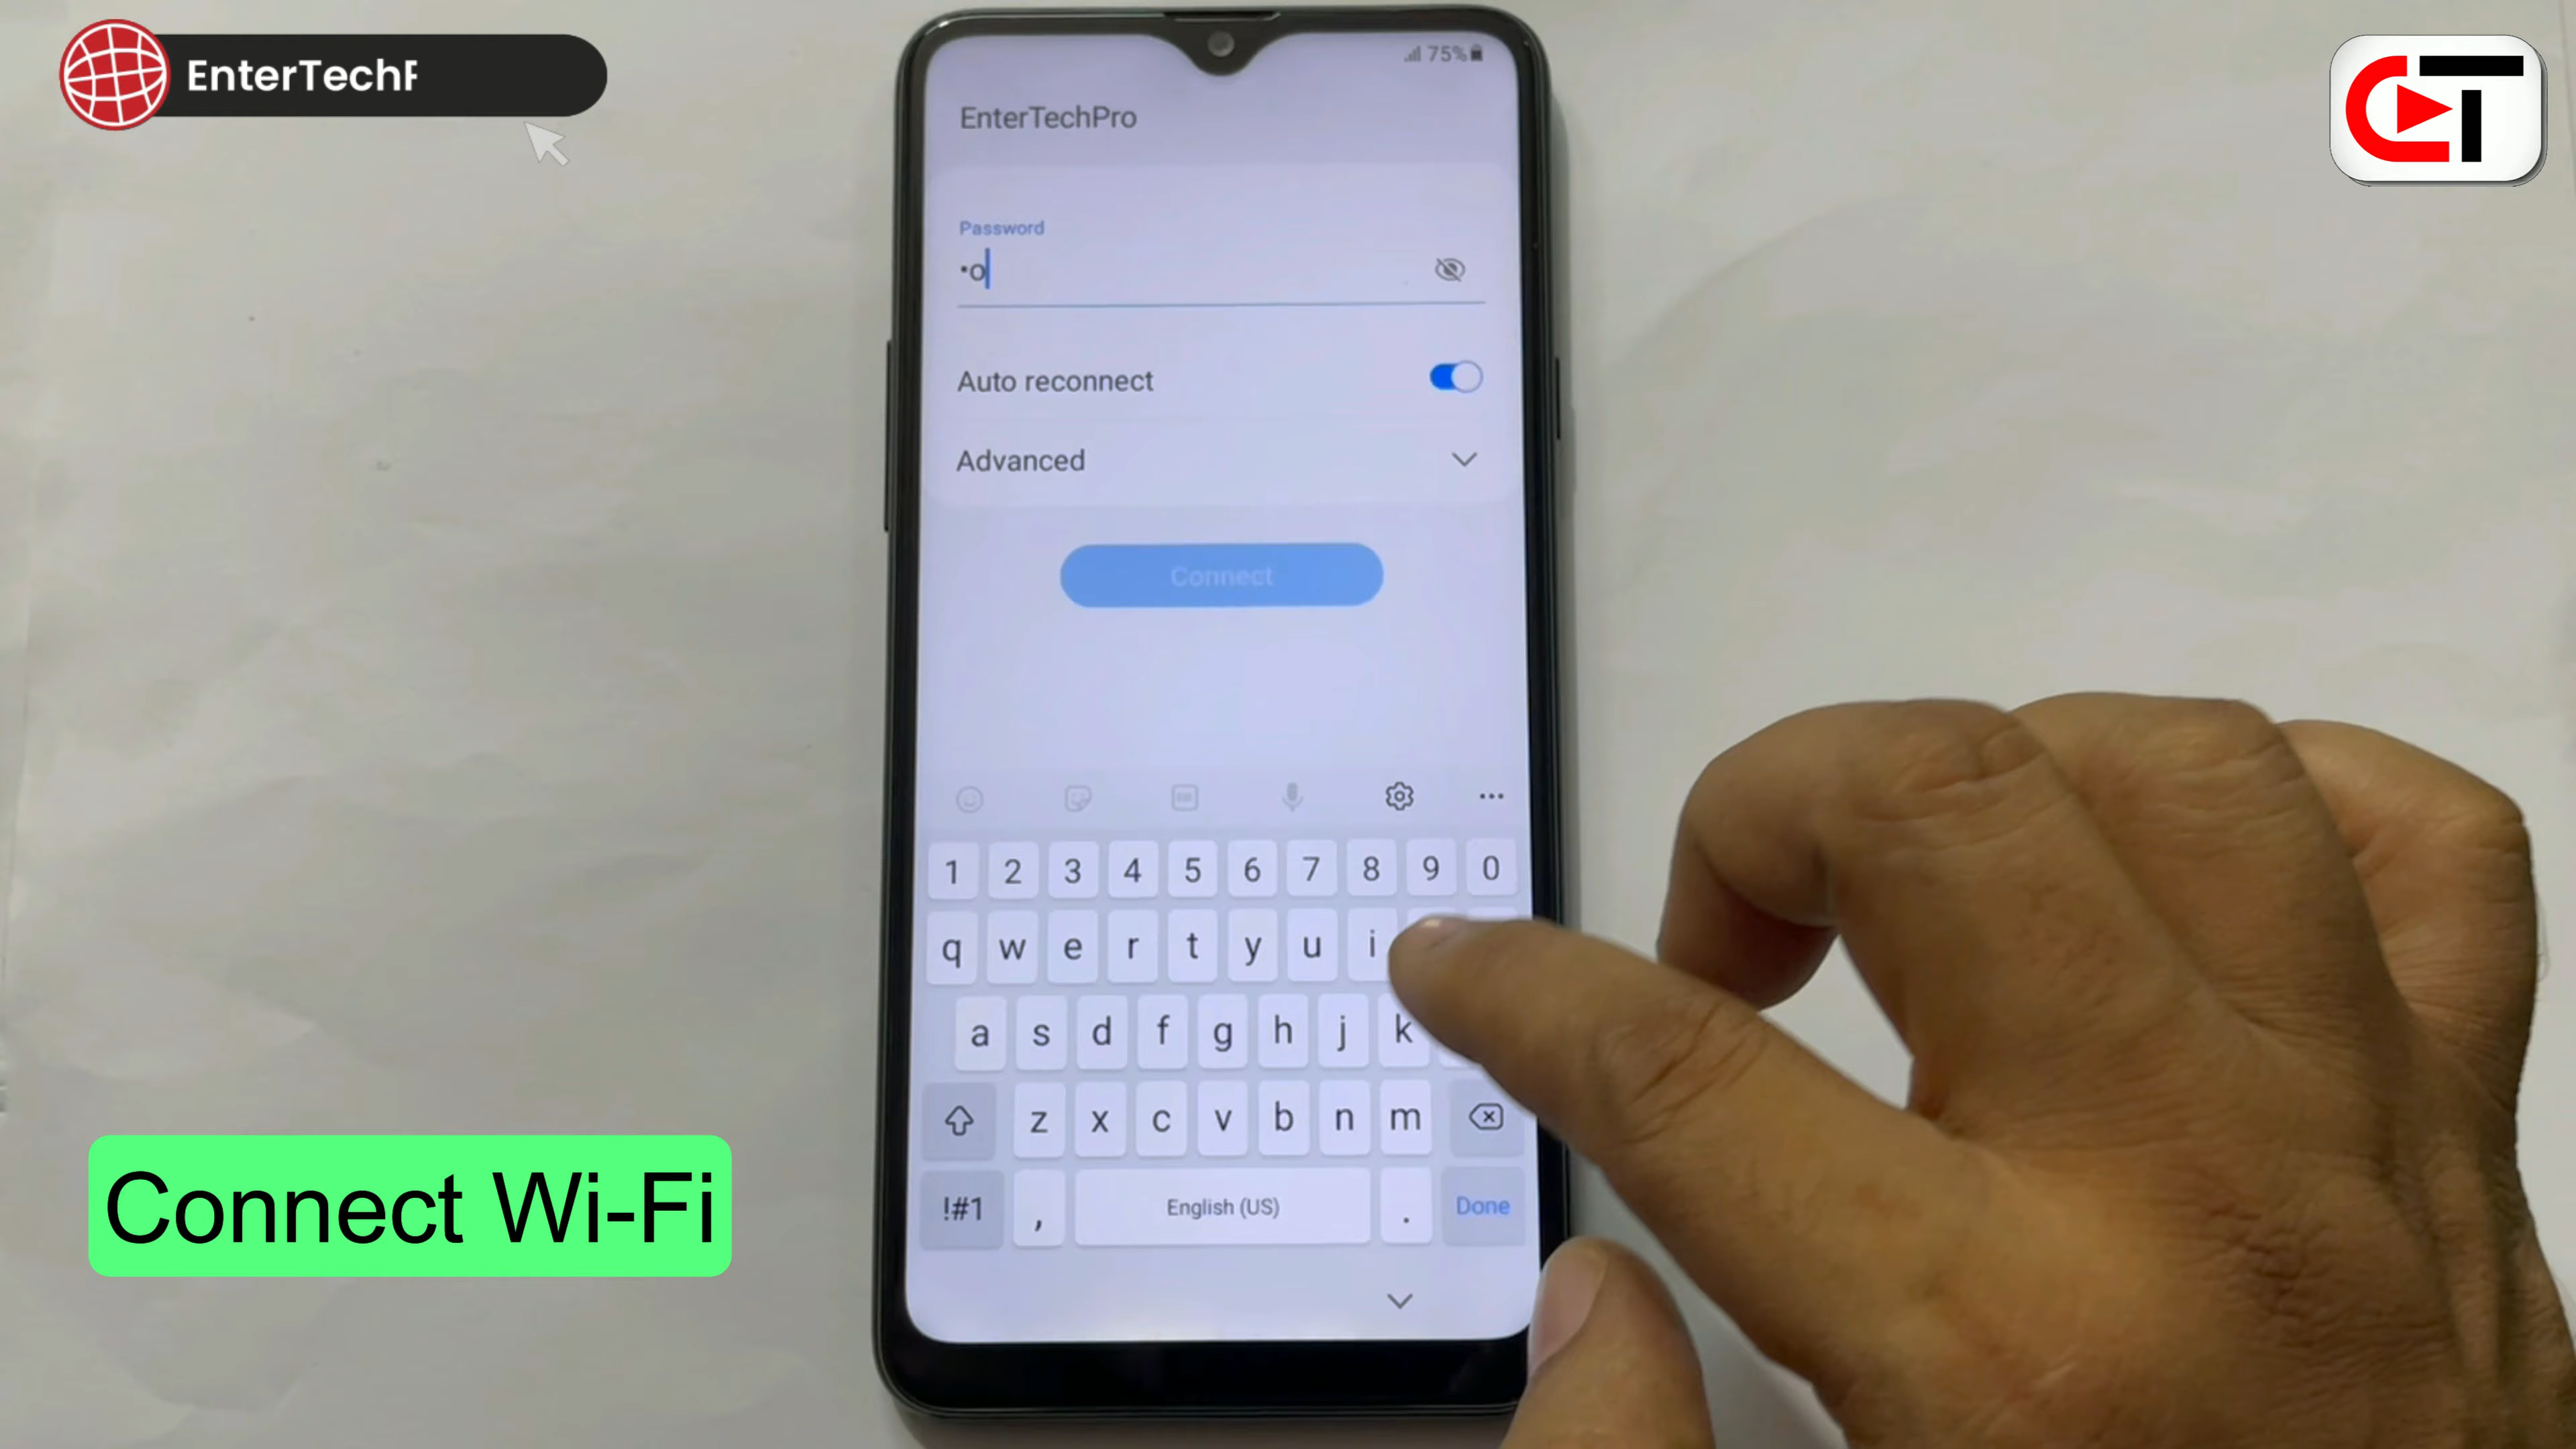 EnterTechP
75%
EnterTechPro
Password
•o
Auto reconnect
Advanced
Connect
1 2 3 4 5 6 7 8 9 0
q w e r t y u i
a s d f g h j k
z x c v b n m
!#1 , English (US) . Done
Connect Wi-Fi